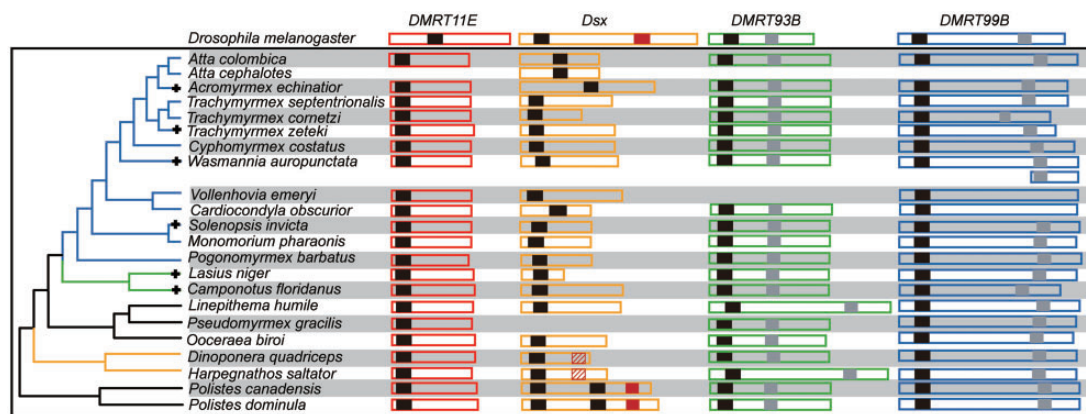 DMRT11E Dsx DMRT93B DMRT99B
Drosophila melanogaster
Atta colombica
Atta cephalotes
Acromyrmex echinatior
Trachymyrmex septentrionalis
Trachymyrmex cornetzi
Trachymyrmex zeteki
Cyphomyrmex costatus
Wasmannia auropunctata
Vollenhovia emeryi
Cardiocondyla obscurior
Solenopsis invicta
Monomorium pharaonis
Pogonomyrmex barbatus
Lasius niger
Camponotus floridanus
Linepithema humile
Pseudomyrmex gracilis
Ooceraea biroi
Dinoponera quadriceps
Harpegnathos saltator
Polistes canadensis
Polistes dominula